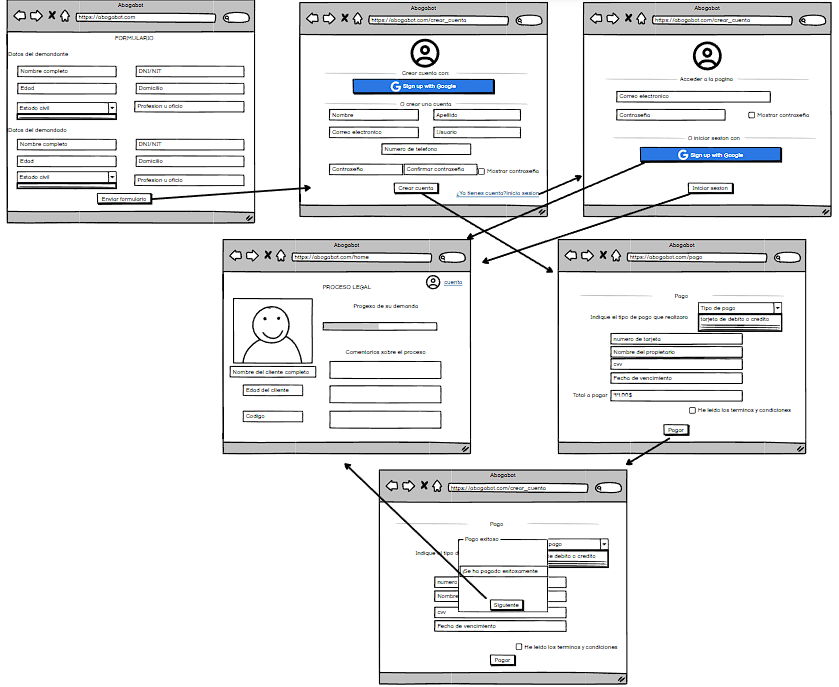 Abogabot
https://abogabot.com
FORMULARIO
Datos del demandante
Nombre completo
DNI/NIT
Edad
Domicilio
Estado civil
Profesion u oficio
Datos del demandado
Nombre completo
DNI/NIT
Edad
Domicilio
Estado civil
Profesion u oficio
Enviar formulario
Abogabot
https://abogabot.com/crear_cuenta
Crear cuenta con:
Sign up with Google
O crear una cuenta
Nombre
Apellido
Correo electronico
Usuario
Numero de telefono
Contraseña
Confirmar contraseña
Mostrar contraseña
Crear cuenta
¿Ya tienes cuenta?Inicia sesion
Abogabot
https://abogabot.com/crear_cuenta
Acceder a la pagina
Correo electronico
Contraseña
Mostrar contraseña
O iniciar sesion con
Sign up with Google
Iniciar sesion
Abogabot
https://abogabot.com/home
cuenta
PROCESO LEGAL
Progeso de su demanda
Comentarios sobre el proceso
Nombre del cliente completo
Edad del cliente
Codigo
Abogabot
https://abogabot.com/pago
Pago
Tipo de pago
Indique el tipo de pago que realizara
tarjeta de debito o credito
numero de tarjeta
Nombre del propietario
cvv
Fecha de vencimiento
Total a pagar
He leido los terminos y condiciones
Pagar
Abogabot
https://abogabot.com/crear_cuenta
Pago
Pago exitoso
pago
Indique el tipo d
de debito o credito
¡Se ha pagado exitosamente
numero
Nombre
Siguiente
cvv
Fecha de vencimiento
He leido los terminos y condiciones
Pagar